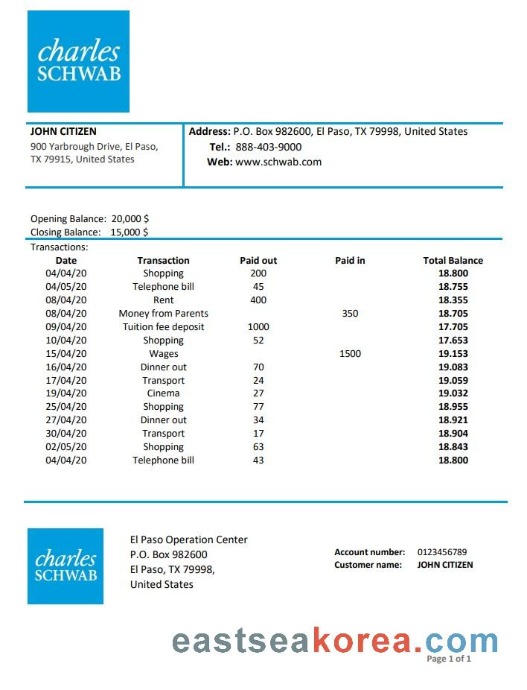 charles
SCHWAB
JOHN CITIZEN
900 Yarbrough Drive, El Paso,
TX 79915, United States
Address: P.O. Box 982600, El Paso, TX 79998, United States
Tel.: 888-403-9000
Web: www.schwab.com
Opening Balance: 20,000 $
Closing Balance: 15,000 $
Transactions:
Date Transaction Paid out Paid in Total Balance
04/04/20 Shopping 200 18.800
04/05/20 Telephone bill 45 18.755
08/04/20 Rent 400 18.355
08/04/20 Money from Parents 350 18.705
09/04/20 Tuition fee deposit 1000 17.705
10/04/20 Shopping 52 17.653
15/04/20 Wages 1500 19.153
16/04/20 Dinner out 70 19.083
17/04/20 Transport 24 19.059
19/04/20 Cinema 27 19.032
25/04/20 Shopping 77 18.955
27/04/20 Dinner out 34 18.921
30/04/20 Transport 17 18.904
02/05/20 Shopping 63 18.843
04/04/20 Telephone bill 43 18.800
charles
SCHWAB
El Paso Operation Center
P.O. Box 982600
El Paso, TX 79998,
United States
Account number: 0123456789
Customer name: JOHN CITIZEN
eastseakorea.com
Page 1 of 1